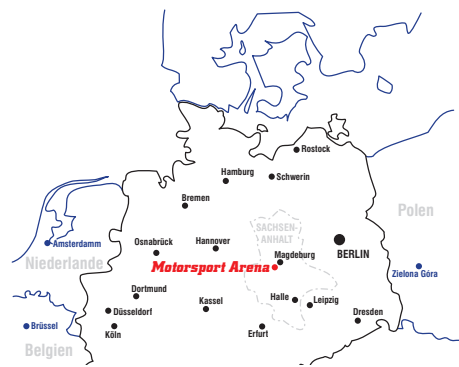 Rostock
Schwerin
Hamburg
Bremen
Polen
SACHSEN-
ANHALT
Amsterdamm
Osnabrück
Hannover
BERLIN
Niederlande
Magdeburg
Motorsport Arena
Zielona Góra
Dortmund
Halle
Leipzig
Düsseldorf
Kassel
Dresden
Brüssel
Köln
Erfurt
Belgien